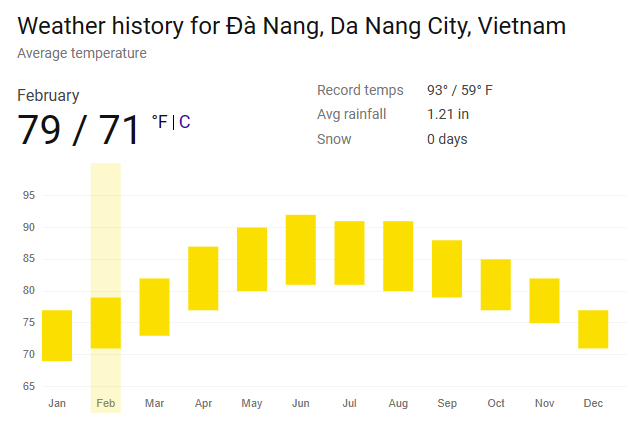 Weather history for Đà Nang, Da Nang City, Vietnam
Average temperature
February
79 / 71 °F | C
Record temps 93° / 59° F
Avg rainfall 1.21 in
Snow 0 days
95
90
85
80
75
70
65
Jan Feb Mar Apr May Jun Jul Aug Sep Oct Nov Dec